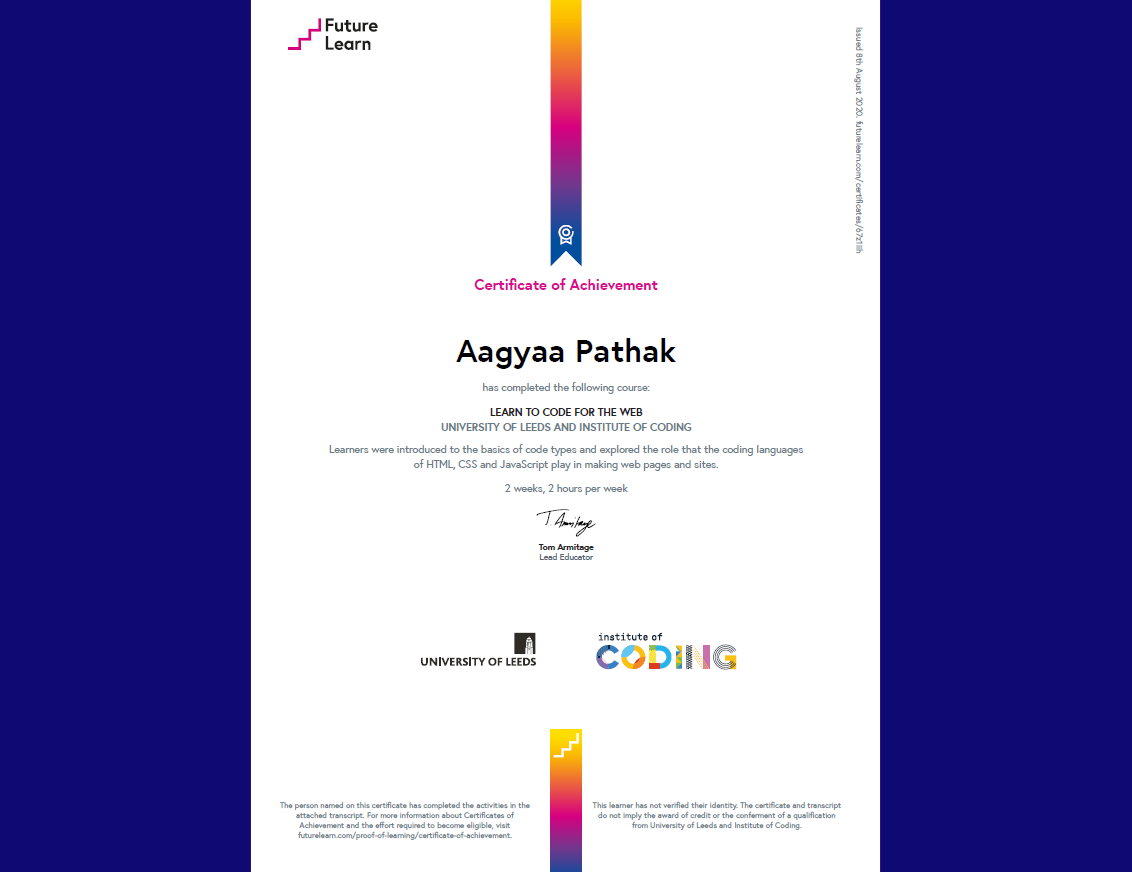 Future
Learn
Issued 8th August 2020. futurelearn.com/certificates/67z1lih
Certificate of Achievement
Aagyaa Pathak
has completed the following course:
LEARN TO CODE FOR THE WEB
UNIVERSITY OF LEEDS AND INSTITUTE OF CODING
Learners were introduced to the basics of code types and explored the role that the coding languages
of HTML, CSS and JavaScript play in making web pages and sites.
2 weeks, 2 hours per week
T Armitage
Tom Armitage
Lead Educator
UNIVERSITY OF LEEDS
institute of
CODING
The person named on this certificate has completed the activities in the
attached transcript. For more information about Certificates of
Achievement and the effort required to become eligible, visit
futurelearn.com/proof-of-learning/certificate-of-achievement.
This learner has not verified their identity. The certificate and transcript
do not imply the award of credit or the conferment of a qualification
from University of Leeds and Institute of Coding.